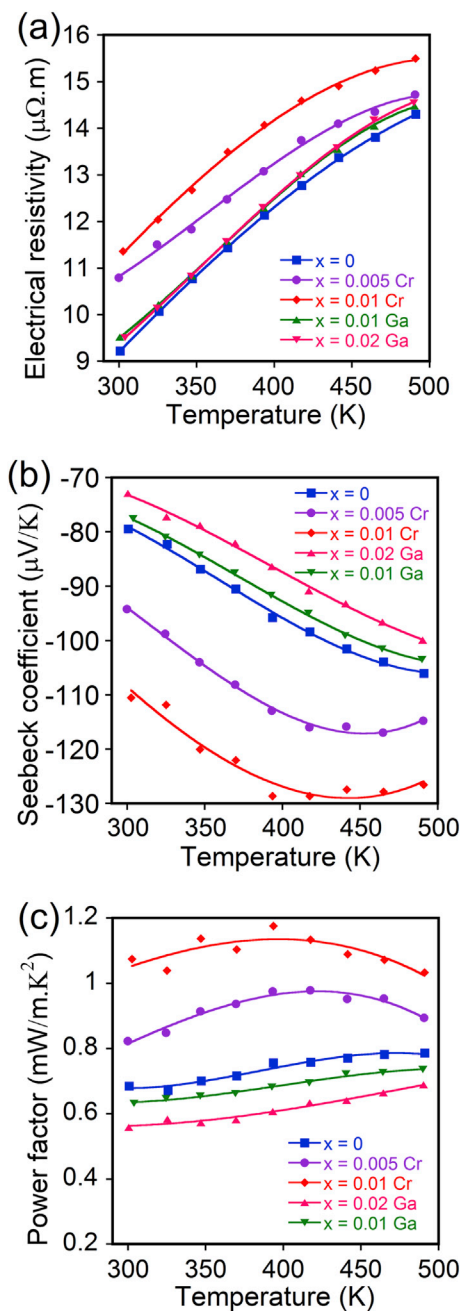 (a)
16
15
14
13
12
11
10
9
Electrical resistivity (μΩ.m)
x = 0
x = 0.005 Cr
x = 0.01 Cr
x = 0.01 Ga
x = 0.02 Ga
300 350 400 450 500
Temperature (K)
(b)
-70
-80
-90
-100
-110
-120
-130
Seebeck coefficient (μV/K)
x = 0
x = 0.005 Cr
x = 0.01 Cr
x = 0.02 Ga
x = 0.01 Ga
300 350 400 450 500
Temperature (K)
(c)
1.2
1
0.8
0.6
0.4
0.2
Power factor (mW/m.K²)
x = 0
x = 0.005 Cr
x = 0.01 Cr
x = 0.02 Ga
x = 0.01 Ga
300 350 400 450 500
Temperature (K)